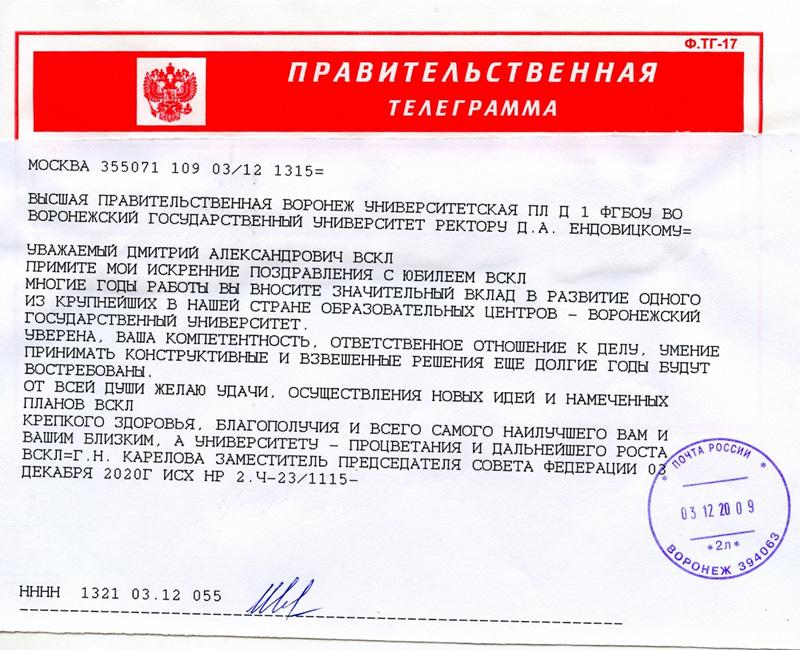 Ф.ТГ-17
ПРАВИТЕЛЬСТВЕННАЯ
ТЕЛЕГРАММА
МОСКВА 355071 109 03/12 1315=
ВЫСШАЯ ПРАВИТЕЛЬСТВЕННАЯ ВОРОНЕЖ УНИВЕРСИТЕТСКАЯ ПЛ Д 1 ФГБОУ ВО
ВОРОНЕЖСКИЙ ГОСУДАРСТВЕННЫЙ УНИВЕРСИТЕТ РЕКТОРУ Д.А. ЕНДОВИЦКОМУ=
УВАЖАЕМЫЙ ДМИТРИЙ АЛЕКСАНДРОВИЧ ВСКЛ
ПРИМИТЕ МОИ ИСКРЕННИЕ ПОЗДРАВЛЕНИЯ С ЮБИЛЕЕМ ВСКЛ
МНОГИЕ ГОДЫ РАБОТЫ ВЫ ВНОСИТЕ ЗНАЧИТЕЛЬНЫЙ ВКЛАД В РАЗВИТИЕ ОДНОГО
ИЗ КРУПНЕЙШИХ В НАШЕЙ СТРАНЕ ОБРАЗОВАТЕЛЬНЫХ ЦЕНТРОВ – ВОРОНЕЖСКИЙ
ГОСУДАРСТВЕННЫЙ УНИВЕРСИТЕТ.
УВЕРЕНА, ВАША КОМПЕТЕНТНОСТЬ, ОТВЕТСТВЕННОЕ ОТНОШЕНИЕ К ДЕЛУ, УМЕНИЕ
ПРИНИМАТЬ КОНСТРУКТИВНЫЕ И ВЗВЕШЕННЫЕ РЕШЕНИЯ ЕЩЕ ДОЛГИЕ ГОДЫ БУДУТ
ВОСТРЕБОВАНЫ.
ОТ ВСЕЙ ДУШИ ЖЕЛАЮ УДАЧИ, ОСУЩЕСТВЛЕНИЯ НОВЫХ ИДЕЙ И НАМЕЧЕННЫХ
ПЛАНОВ ВСКЛ
КРЕПКОГО ЗДОРОВЬЯ, БЛАГОПОЛУЧИЯ И ВСЕГО САМОГО НАИЛУЧШЕГО ВАМ И
ВАШИМ БЛИЗКИМ, А УНИВЕРСИТЕТУ – ПРОЦВЕТАНИЯ И ДАЛЬНЕЙШЕГО РОСТА
ВСКЛ=Г.Н. КАРЕЛОВА ЗАМЕСТИТЕЛЬ ПРЕДСЕДАТЕЛЯ СОВЕТА ФЕДЕРАЦИИ 03
ДЕКАБРЯ 2020Г ИСХ НР 2.Ч-23/1115-
* ПОЧТА РОССИИ *
03 12 20 0 9
*2л*
ВОРОНЕЖ 394063
НННН 1321 03.12 055